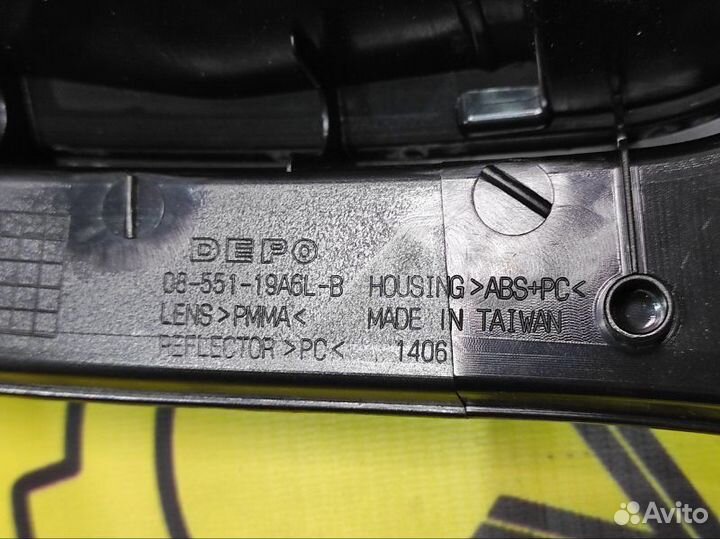 DEPO
08-551-19A6L-B HOUSING >ABS+PC<
LENS >PMMA< MADE IN TAIWAN
REFLECTOR >PC< 1406
Avito